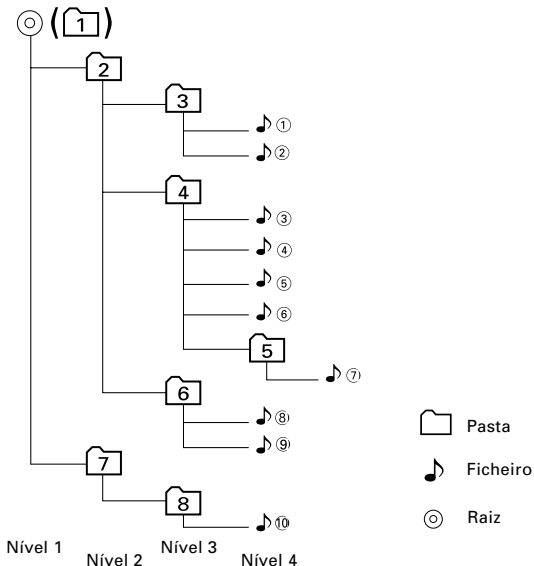 (1)
2
3
①
②
4
③
④
⑤
⑥
5
⑦
6
⑧
⑨
7
8
⑩
Pasta
Ficheiro
Raiz
Nível 1
Nível 2
Nível 3
Nível 4